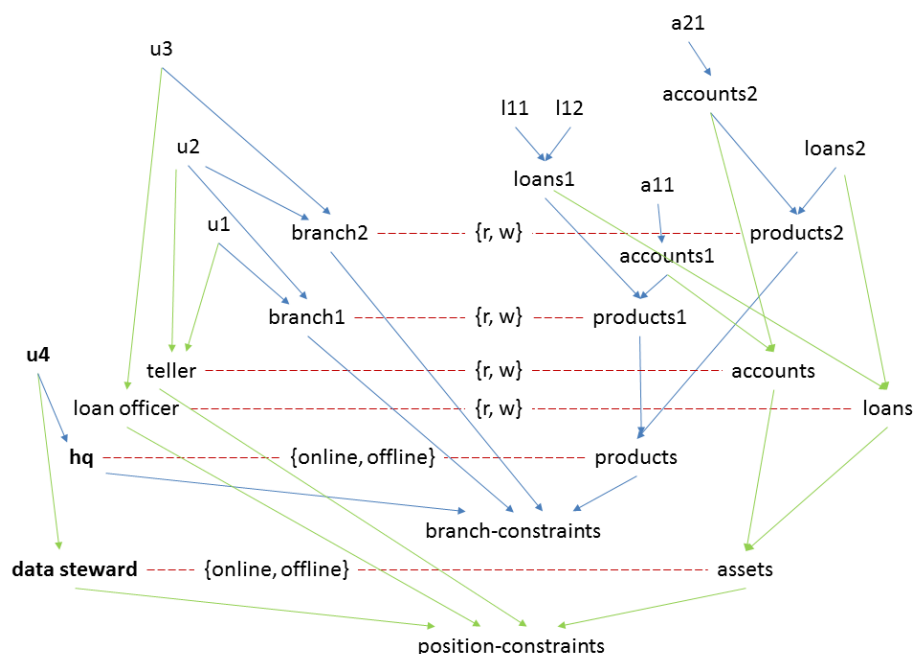 a21
u3
accounts2
l11 l12
u2
loans2
loans1
a11
u1
branch2 {r, w} products2
accounts1
branch1 {r, w} products1
u4
teller {r, w} accounts
loan officer {r, w} loans
hq {online, offline} products
branch-constraints
data steward {online, offline} assets
position-constraints